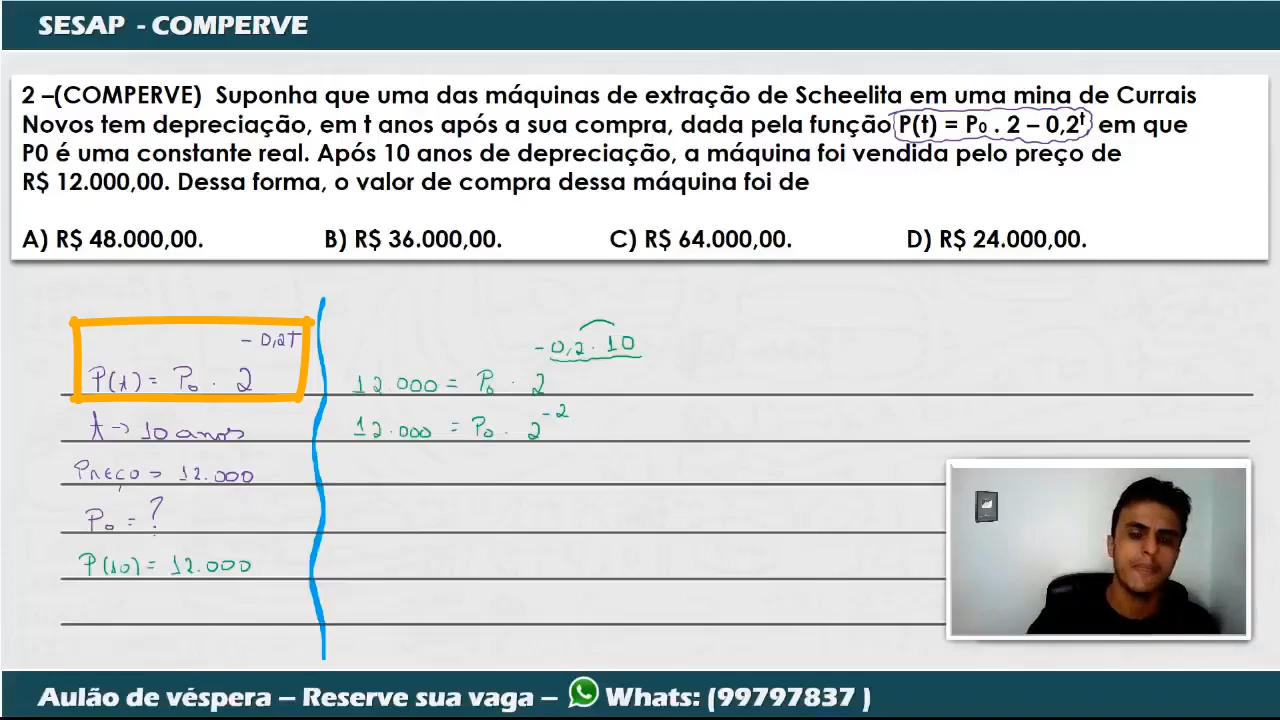 SESAP - COMPERVE
2 –(COMPERVE) Suponha que uma das máquinas de extração de Scheelita em uma mina de Currais
Novos tem depreciação, em t anos após a sua compra, dada pela função P(t) = P₀ . 2 – 0,2ᵗ em que
P0 é uma constante real. Após 10 anos de depreciação, a máquina foi vendida pelo preço de
R$ 12.000,00. Dessa forma, o valor de compra dessa máquina foi de
A) R$ 48.000,00. B) R$ 36.000,00. C) R$ 64.000,00. D) R$ 24.000,00.
- 0,2T
P(t) = P₀ . 2
t -> 10 anos
Preço = 12.000
P₀ = ?
P(10) = 12.000
-0,2.10
12.000 = P₀ . 2
12.000 = P₀ . 2⁻²
Aulão de véspera – Reserve sua vaga – Whats: (99797837 )